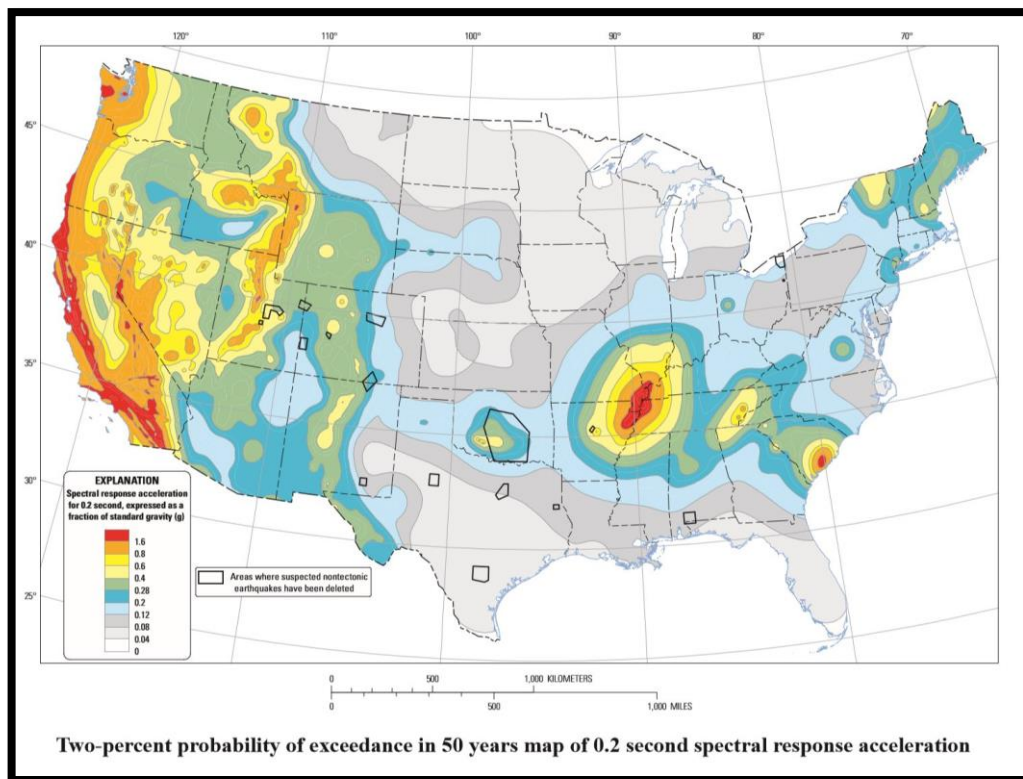 120°
110°
100°
90°
80°
70°
45°
40°
35°
30°
25°
EXPLANATION
Spectral response acceleration
for 0.2 second, expressed as a
fraction of standard gravity (g)
1.6
0.8
0.6
0.4
0.28
0.2
0.12
0.08
0.04
0
Areas where suspected nontectonic
earthquakes have been deleted
0 500 1,000 KILOMETERS
0 500 1,000 MILES
Two-percent probability of exceedance in 50 years map of 0.2 second spectral response acceleration